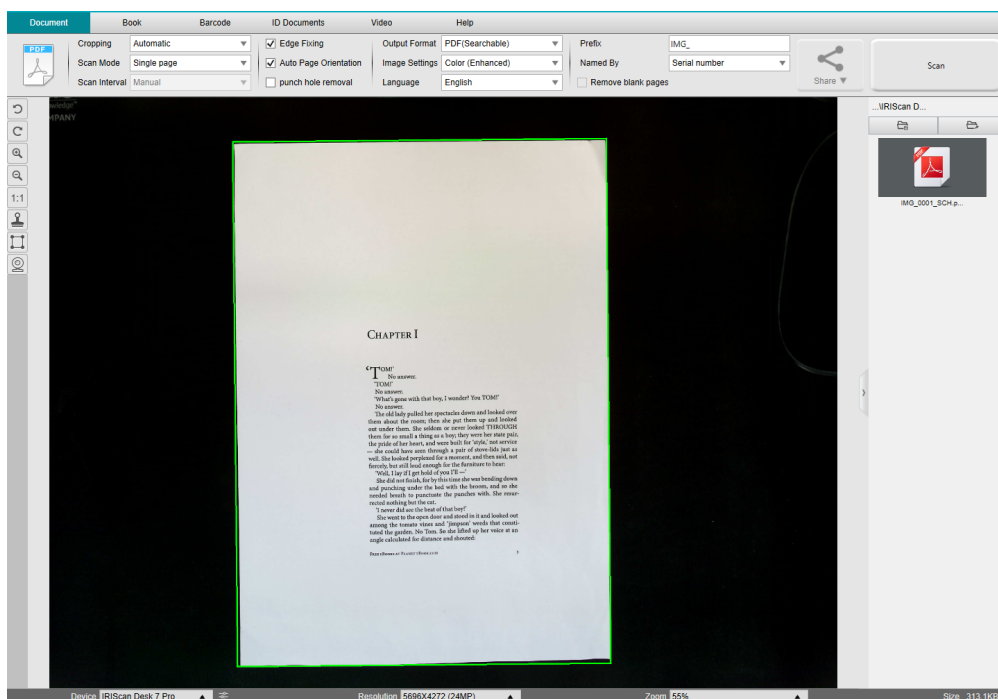 Document Book Barcode ID Documents Video Help
PDF
Cropping Automatic
Scan Mode Single page
Scan Interval Manual
Edge Fixing
Auto Page Orientation
punch hole removal
Output Format PDF(Searchable)
Image Settings Color (Enhanced)
Language English
Prefix IMG_
Named By Serial number
Remove blank pages
Share
Scan
1:1
MPANY
...\IRIScan D...
IMG_0001_SCH.p...
CHAPTER I
‘TOM!’
No answer.
‘TOM!’
No answer.
‘What’s gone with that boy, I wonder? You TOM!’
No answer.
The old lady pulled her spectacles down and looked over
them about the room; then she put them up and looked
out under them. She seldom or never looked THROUGH
them for so small a thing as a boy; they were her state pair,
the pride of her heart, and were built for ‘style,’ not service
— she could have seen through a pair of stove-lids just as
well. She looked perplexed for a moment, and then said, not
fiercely, but still loud enough for the furniture to hear:
‘Well, I lay if I get hold of you I’ll —’
She did not finish, for by this time she was bending down
and punching under the bed with the broom, and so she
needed breath to punctuate the punches with. She resur-
rected nothing but the cat.
‘I never did see the beat of that boy!’
She went to the open door and stood in it and looked out
among the tomato vines and ‘jimpson’ weeds that consti-
tuted the garden. No Tom. So she lifted up her voice at an
angle calculated for distance and shouted:
FREE EBOOKS AT PLANET EBOOK.COM 3
Device IRIScan Desk 7 Pro Resolution 5696X4272 (24MP) Zoom 55% Size 313.1KB